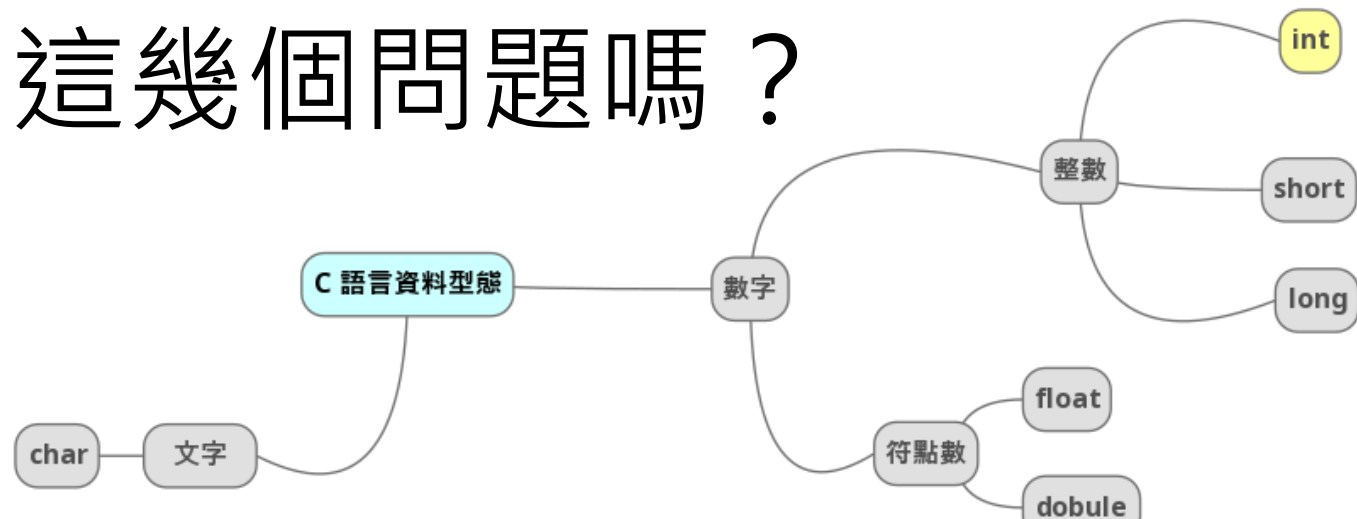 這幾個問題嗎？
int
整數
short
C 語言資料型態
數字
long
float
char
文字
符點數
dobule